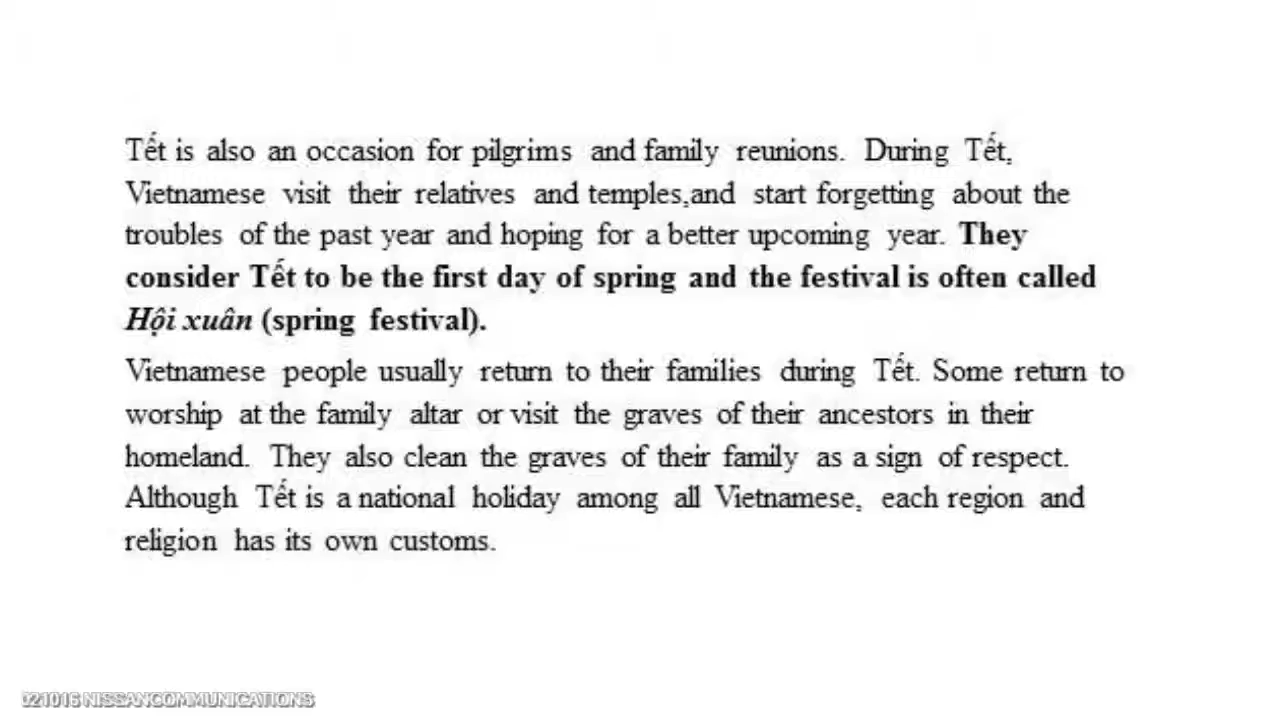 Tết is also an occasion for pilgrims and family reunions. During Tết,
Vietnamese visit their relatives and temples,and start forgetting about the
troubles of the past year and hoping for a better upcoming year. They
consider Tết to be the first day of spring and the festival is often called
Hội xuân (spring festival).
Vietnamese people usually return to their families during Tết. Some return to
worship at the family altar or visit the graves of their ancestors in their
homeland. They also clean the graves of their family as a sign of respect.
Although Tết is a national holiday among all Vietnamese, each region and
religion has its own customs.
021016 NISSANCOMMUNICATIONS